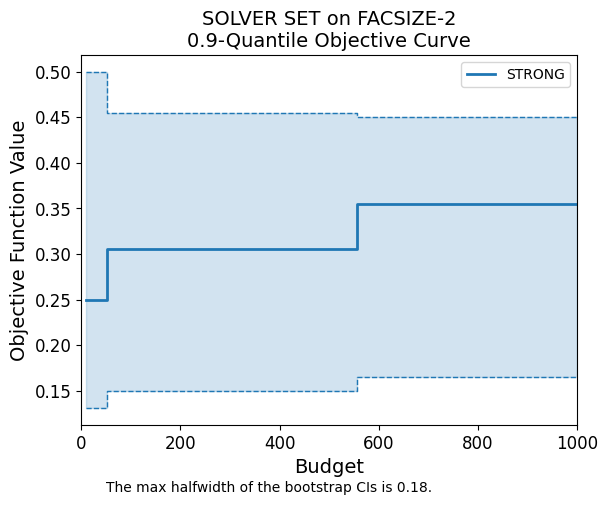 SOLVER SET on FACSIZE-2
0.9-Quantile Objective Curve
STRONG
Objective Function Value
0.50
0.45
0.40
0.35
0.30
0.25
0.20
0.15
0
200
400
600
800
1000
Budget
The max halfwidth of the bootstrap CIs is 0.18.